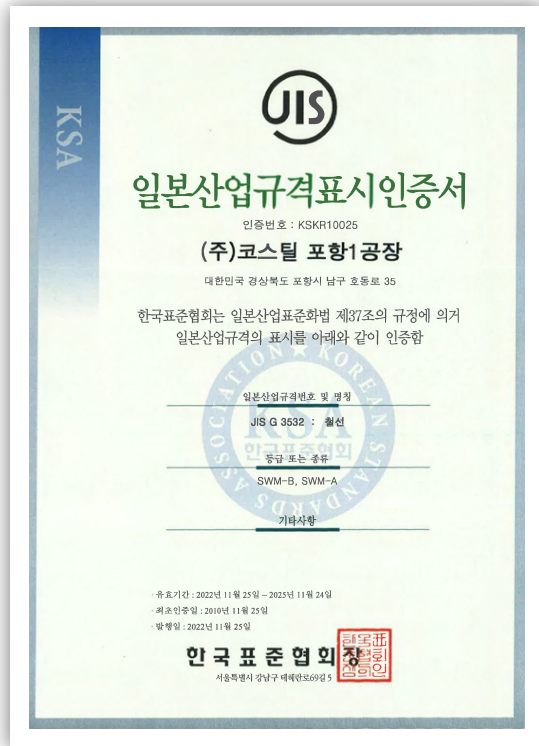 KSA
JIS
일본산업규격표시인증서
인증번호 : KSKR10025
(주)코스틸 포항1공장
대한민국 경상북도 포항시 남구 호동로 35
한국표준협회는 일본산업표준화법 제37조의 규정에 의거
일본산업규격의 표시를 아래와 같이 인증함
KOREAN STANDARDS ASSOCIATION
KSA
한국표준협회
일본산업규격번호 및 명칭
JIS G 3532 : 철선
등급 또는 종류
SWM-B, SWM-A
기타사항
· 유효기간 : 2022년 11월 25일 ~ 2025년 11월 24일
· 최초인증일 : 2010년 11월 25일
· 발행일 : 2022년 11월 25일
한국표준협회장
서울특별시 강남구 테헤란로69길 5